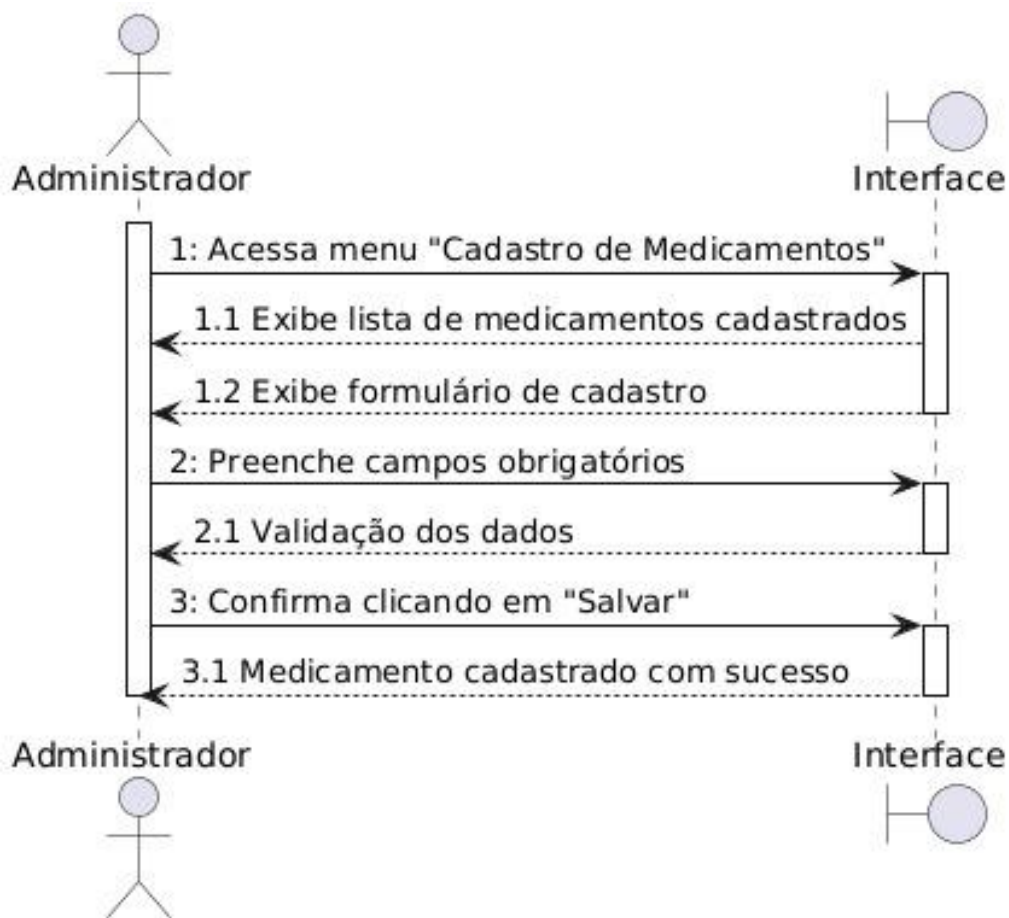 Administrador
Interface
1: Acessa menu "Cadastro de Medicamentos"
1.1 Exibe lista de medicamentos cadastrados
1.2 Exibe formulário de cadastro
2: Preenche campos obrigatórios
2.1 Validação dos dados
3: Confirma clicando em "Salvar"
3.1 Medicamento cadastrado com sucesso
Administrador
Interface